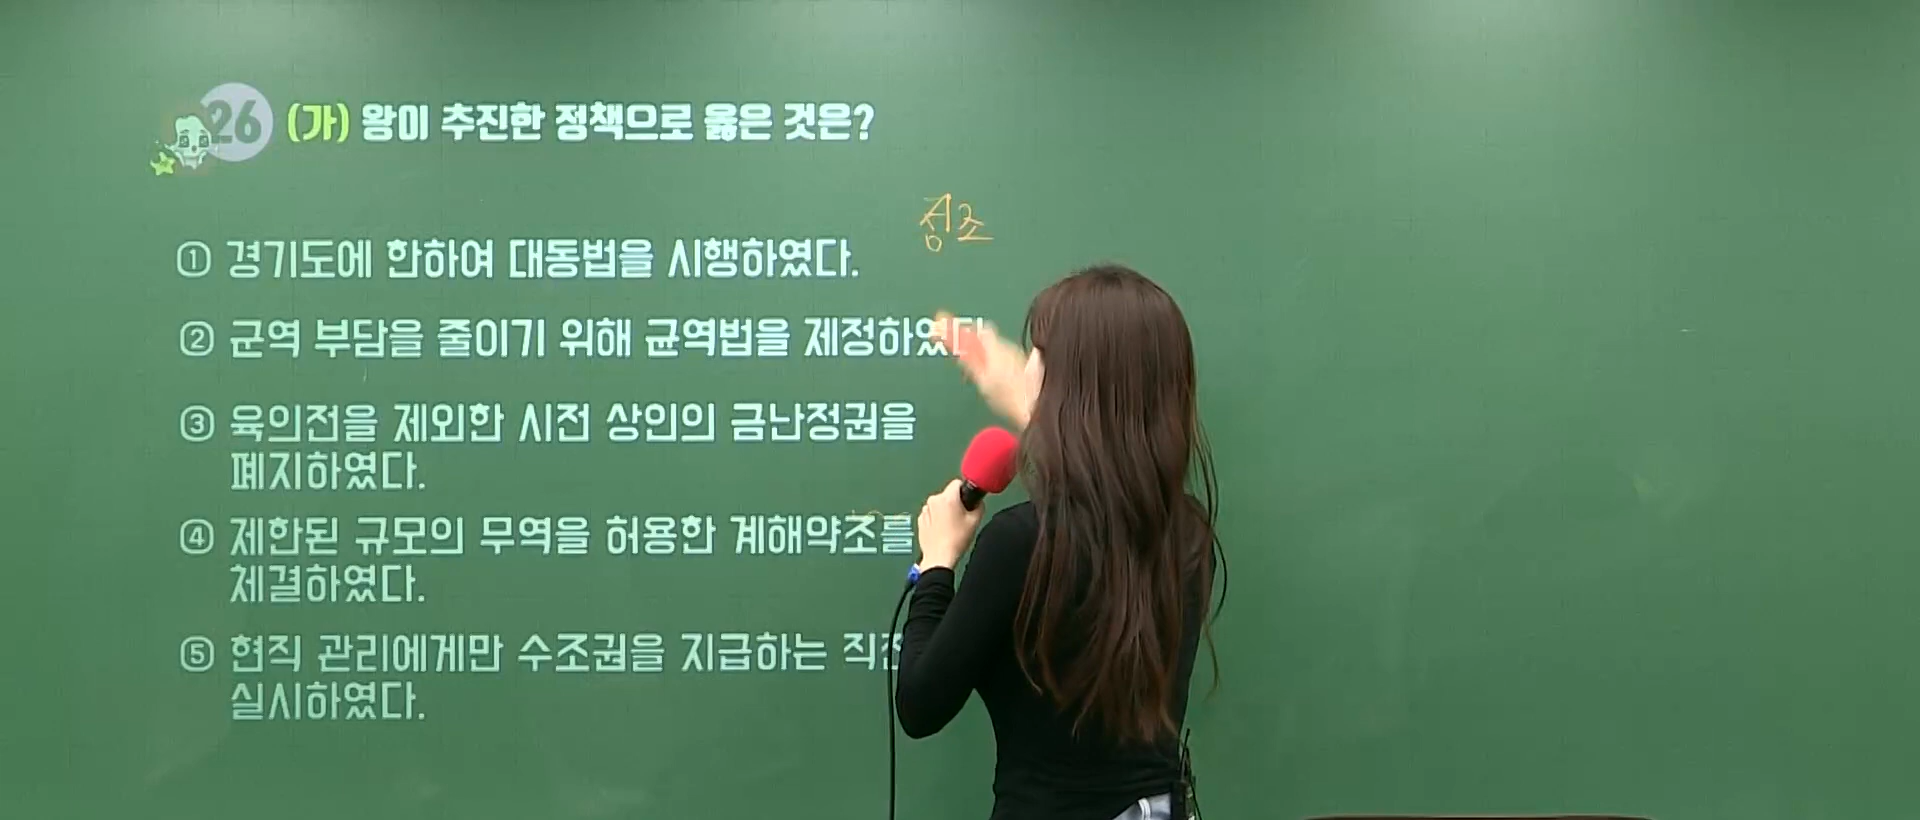 26 (가) 왕이 추진한 정책으로 옳은 것은?
정조
① 경기도에 한하여 대동법을 시행하였다.
② 군역 부담을 줄이기 위해 균역법을 제정하였다
③ 육의전을 제외한 시전 상인의 금난전권을
폐지하였다.
④ 제한된 규모의 무역을 허용한 계해약조를
체결하였다.
⑤ 현직 관리에게만 수조권을 지급하는
실시하였다.